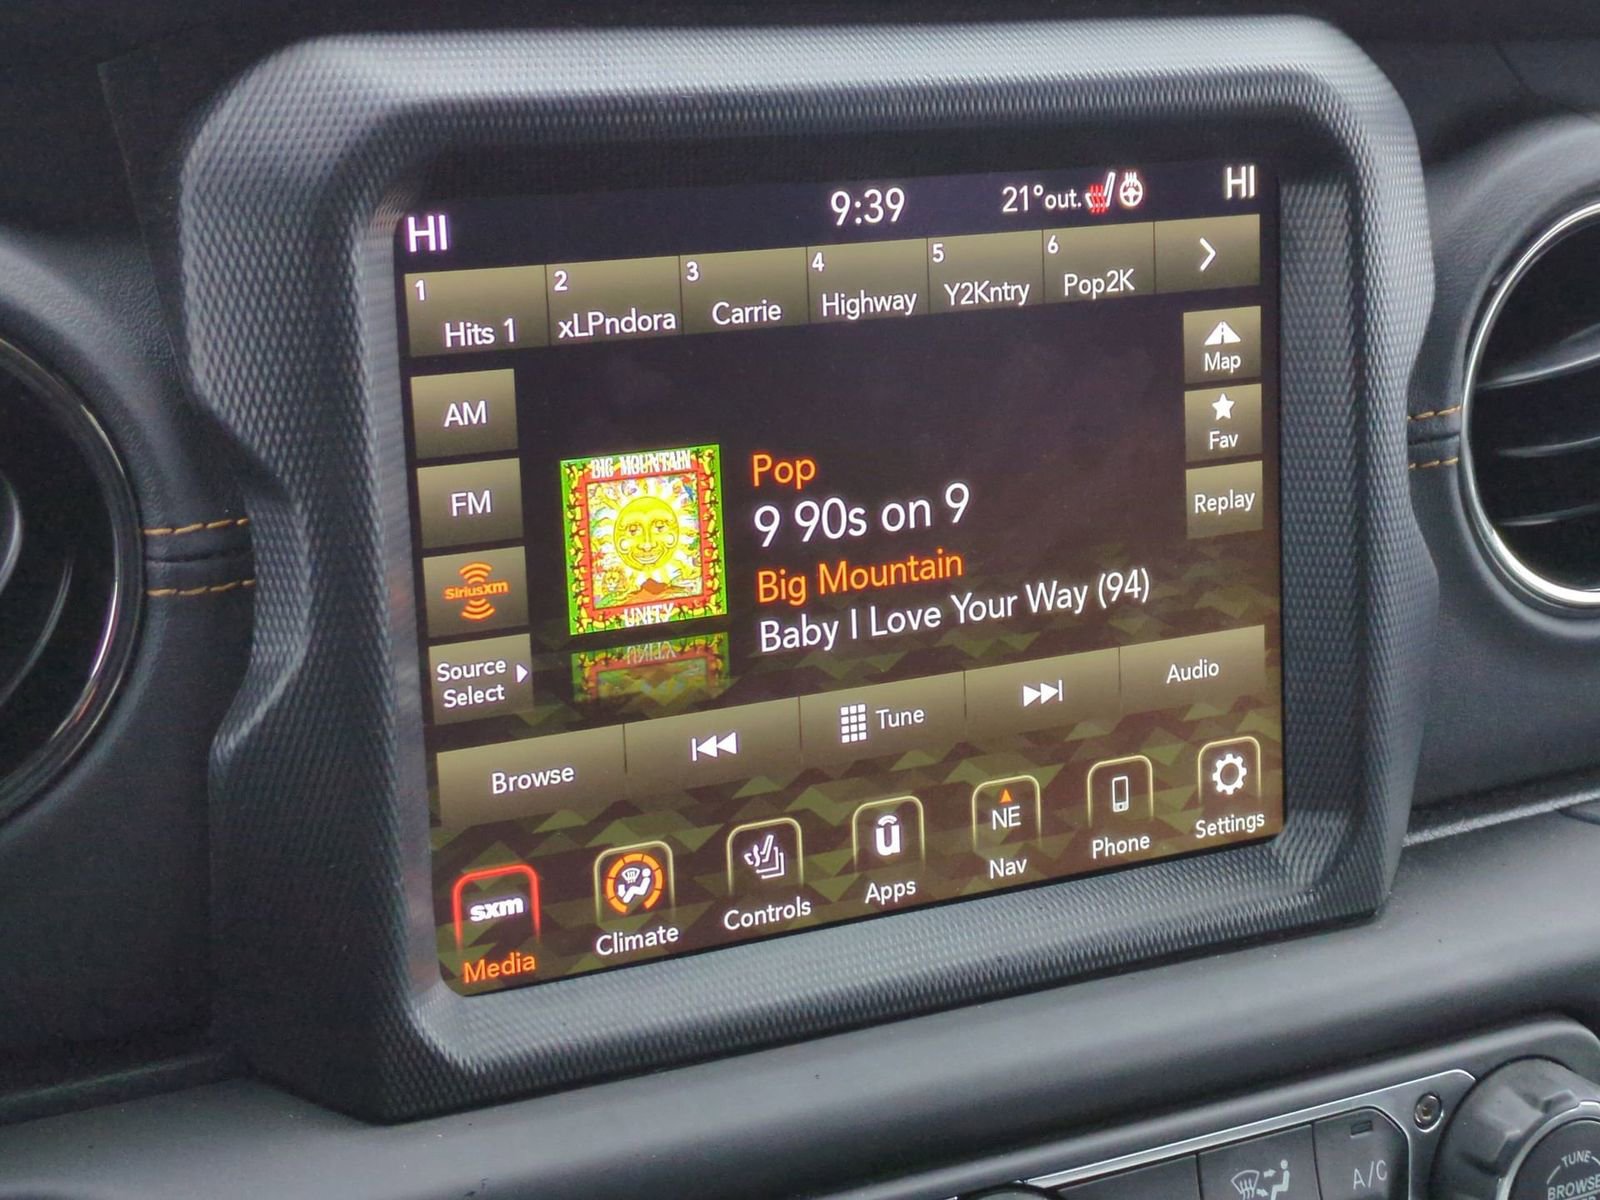 HI
9:39
21°out.
HI
1
Hits 1
2
xLPndora
3
Carrie
4
Highway
5
Y2Kntry
6
Pop2K
AM
FM
SiriusXM
Source
Select
BIG MOUNTAIN
UNITY
Pop
9 90s on 9
Big Mountain
Baby I Love Your Way (94)
Map
Fav
Replay
Browse
Tune
Audio
sxm
Media
Climate
Controls
u
Apps
NE
Nav
Phone
Settings
A/C
TUNE
BROWSE